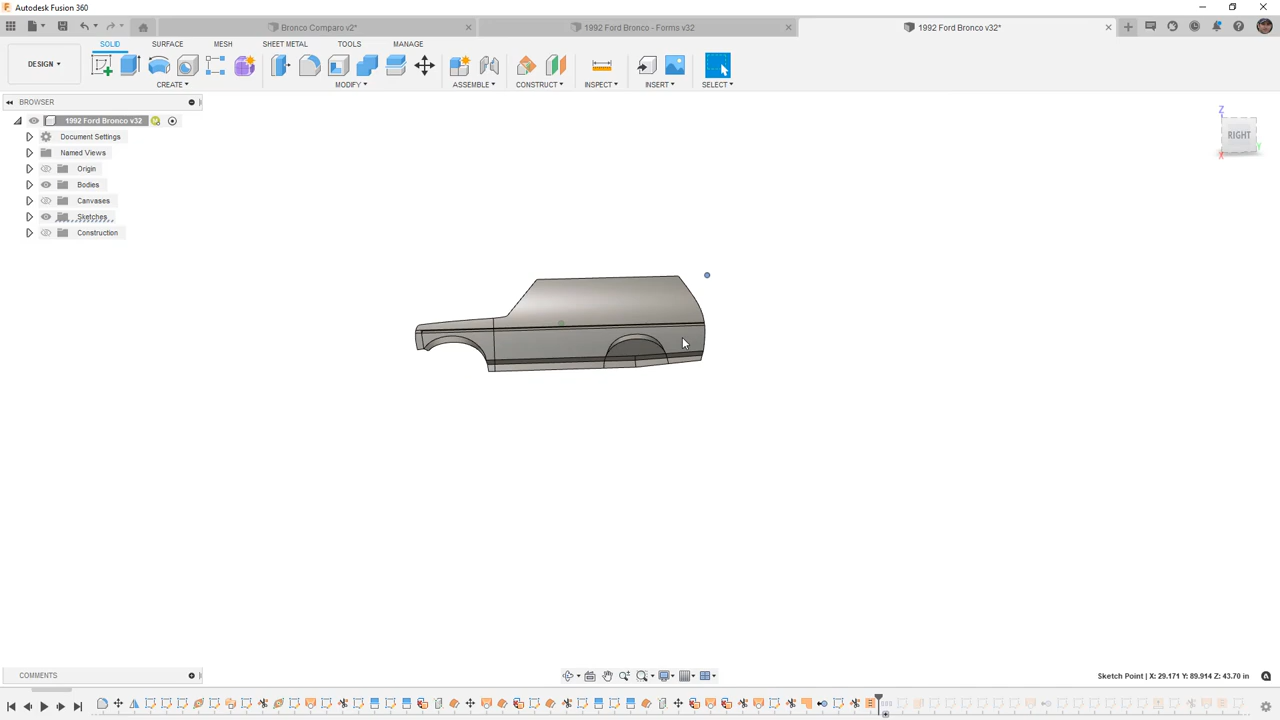 Autodesk Fusion 360
Bronco Comparo v2*
1992 Ford Bronco - Forms v32
1992 Ford Bronco v32*
DESIGN
SOLID
SURFACE
MESH
SHEET METAL
TOOLS
MANAGE
CREATE
MODIFY
ASSEMBLE
CONSTRUCT
INSPECT
INSERT
SELECT
BROWSER
1992 Ford Bronco v32
Document Settings
Named Views
Origin
Bodies
Canvases
Sketches
Construction
Z
RIGHT
X
Y
COMMENTS
Sketch Point | X: 29.171 Y: 89.914 Z: 43.70 in